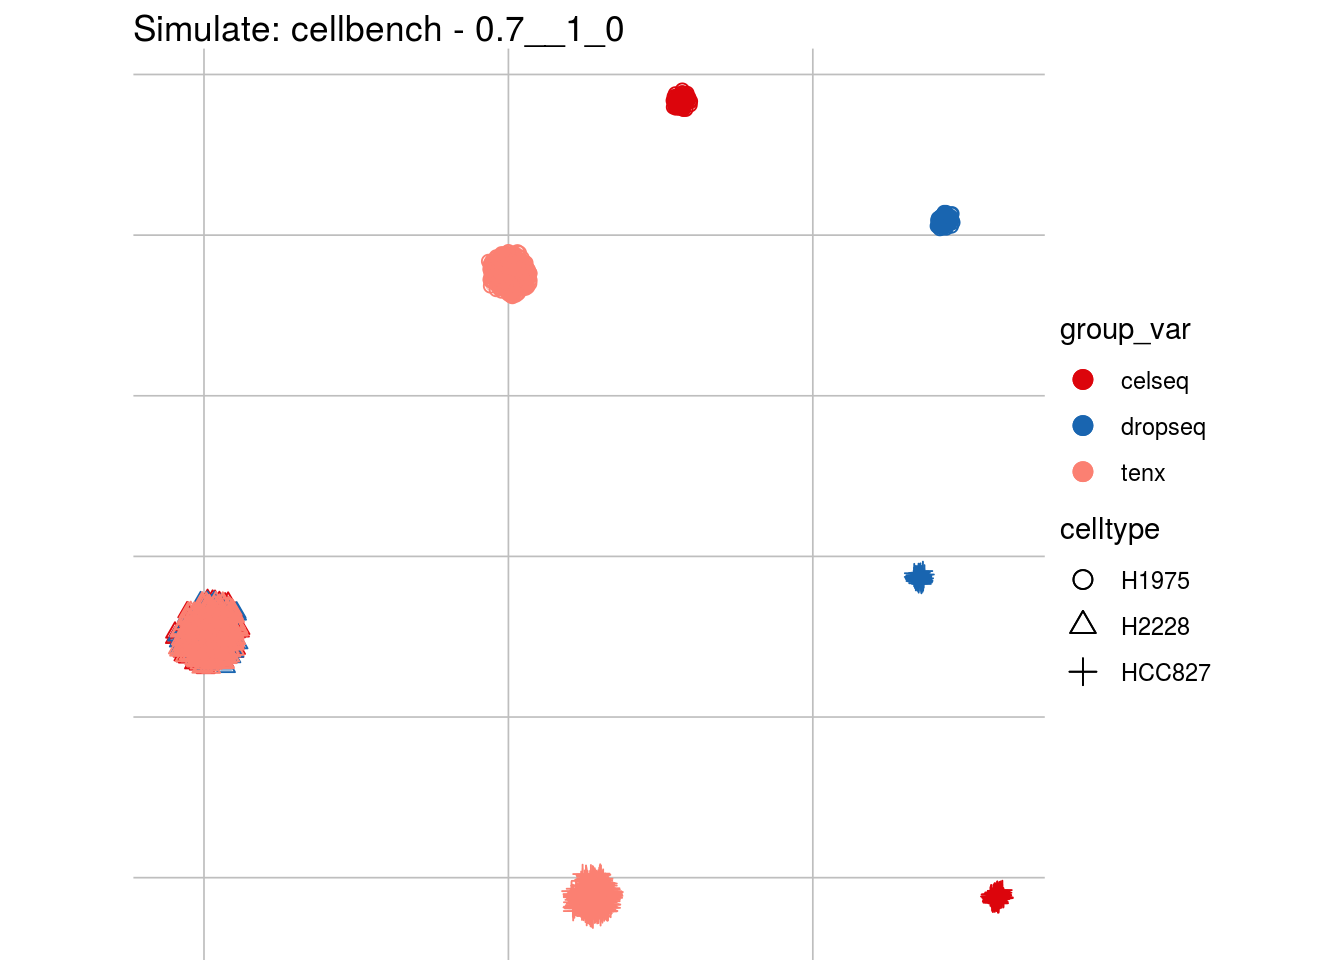 Simulate: cellbench - 0.7__1_0
group_var
celseq
dropseq
tenx
celltype
H1975
H2228
HCC827